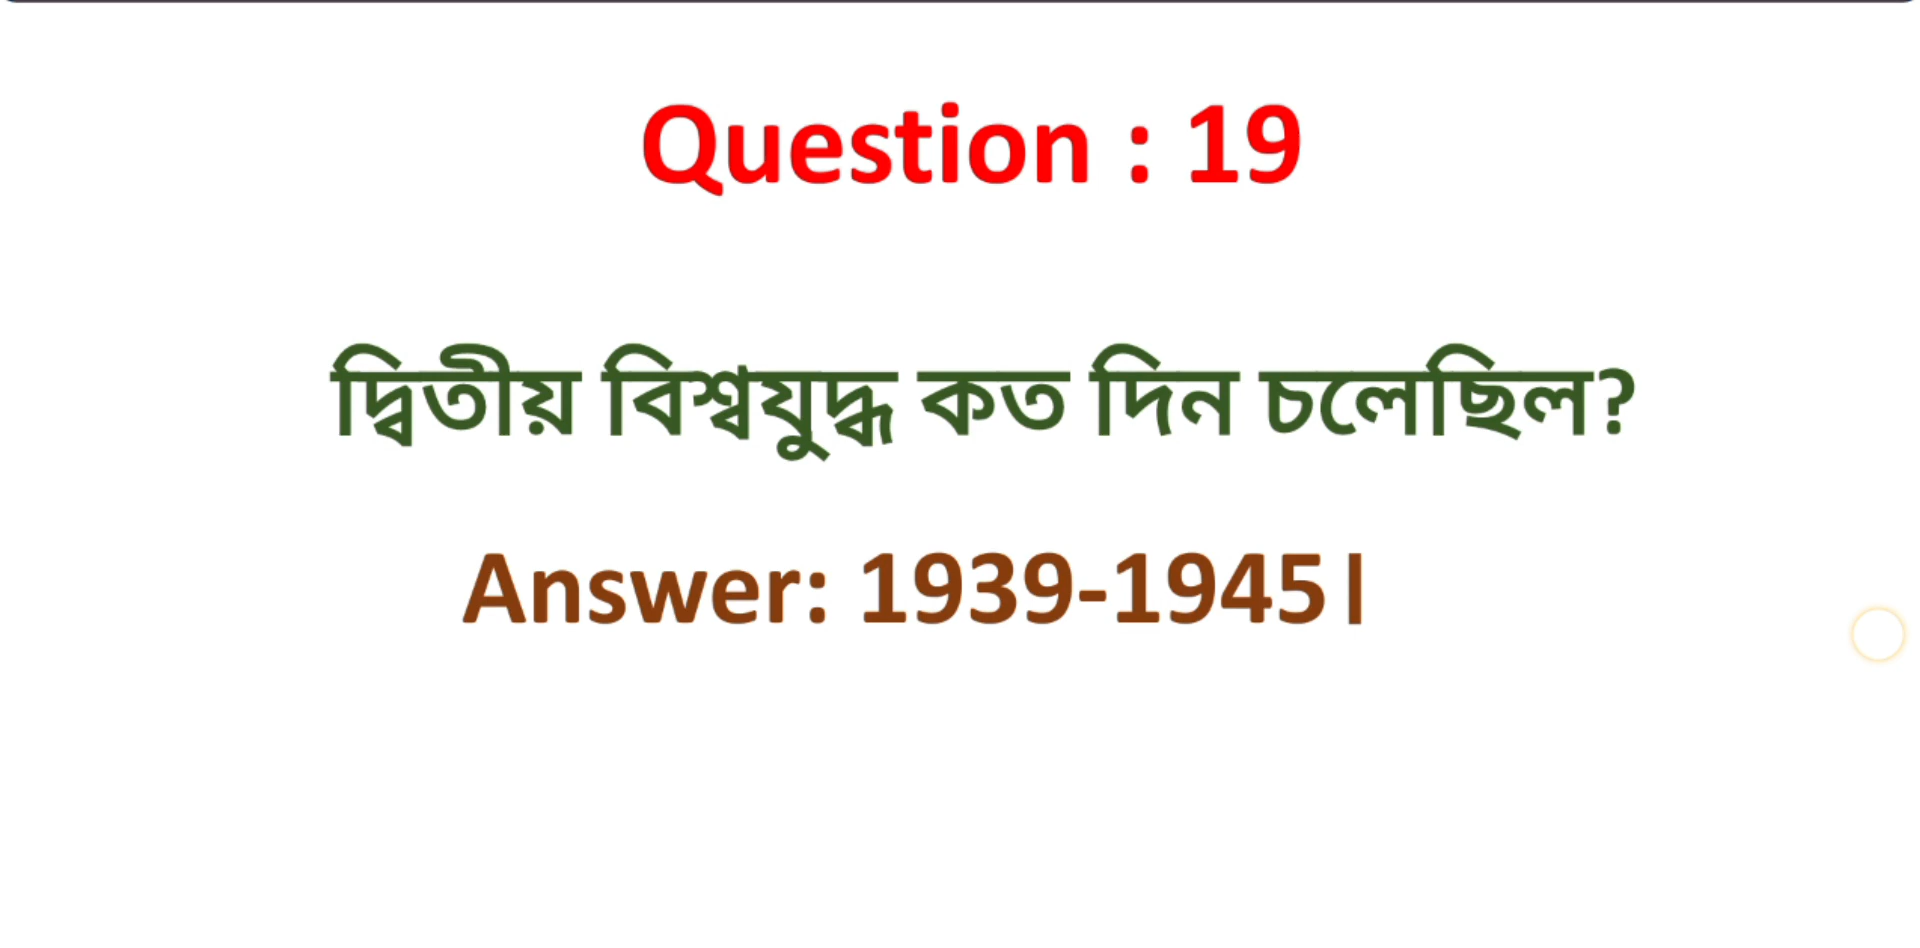 Question : 19
দ্বিতীয় বিশ্বযুদ্ধ কত দিন চলেছিল?
Answer: 1939-1945।